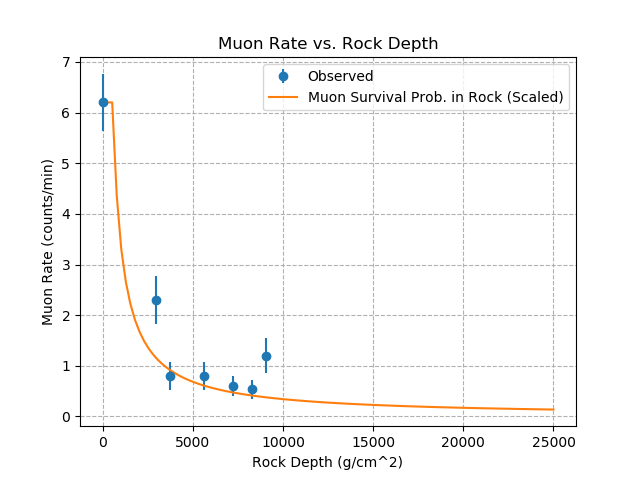 Muon Rate vs. Rock Depth
Observed
Muon Survival Prob. in Rock (Scaled)
Muon Rate (counts/min)
7
6
5
4
3
2
1
0
0 5000 10000 15000 20000 25000
Rock Depth (g/cm^2)